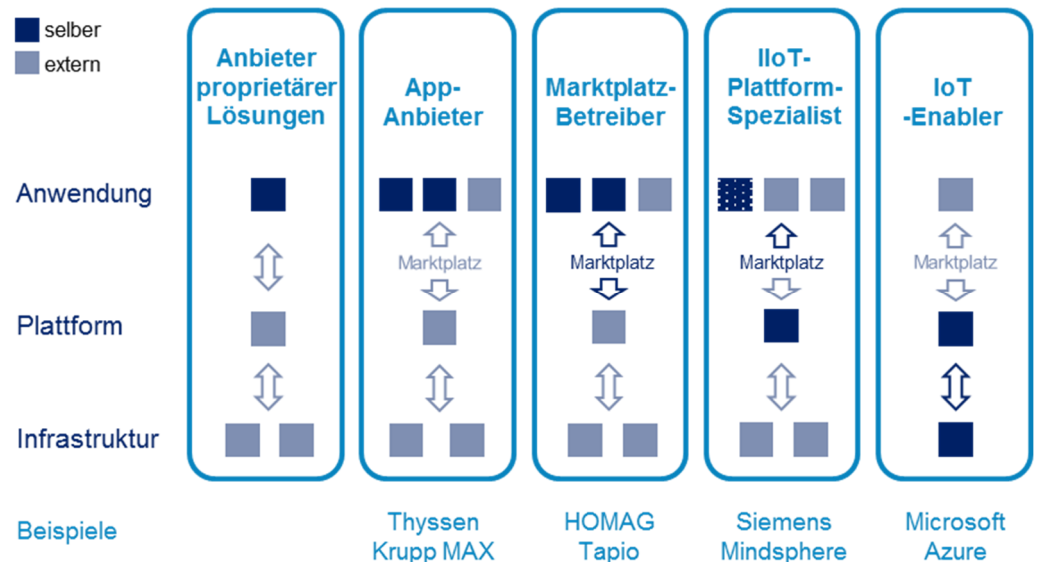 selber
extern
Anbieter
proprietärer
Lösungen
App-
Anbieter
Marktplatz-
Betreiber
IIoT-
Plattform-
Spezialist
IoT
-Enabler
Anwendung
Marktplatz
Marktplatz
Marktplatz
Marktplatz
Plattform
Infrastruktur
Beispiele
Thyssen
Krupp MAX
HOMAG
Tapio
Siemens
Mindsphere
Microsoft
Azure